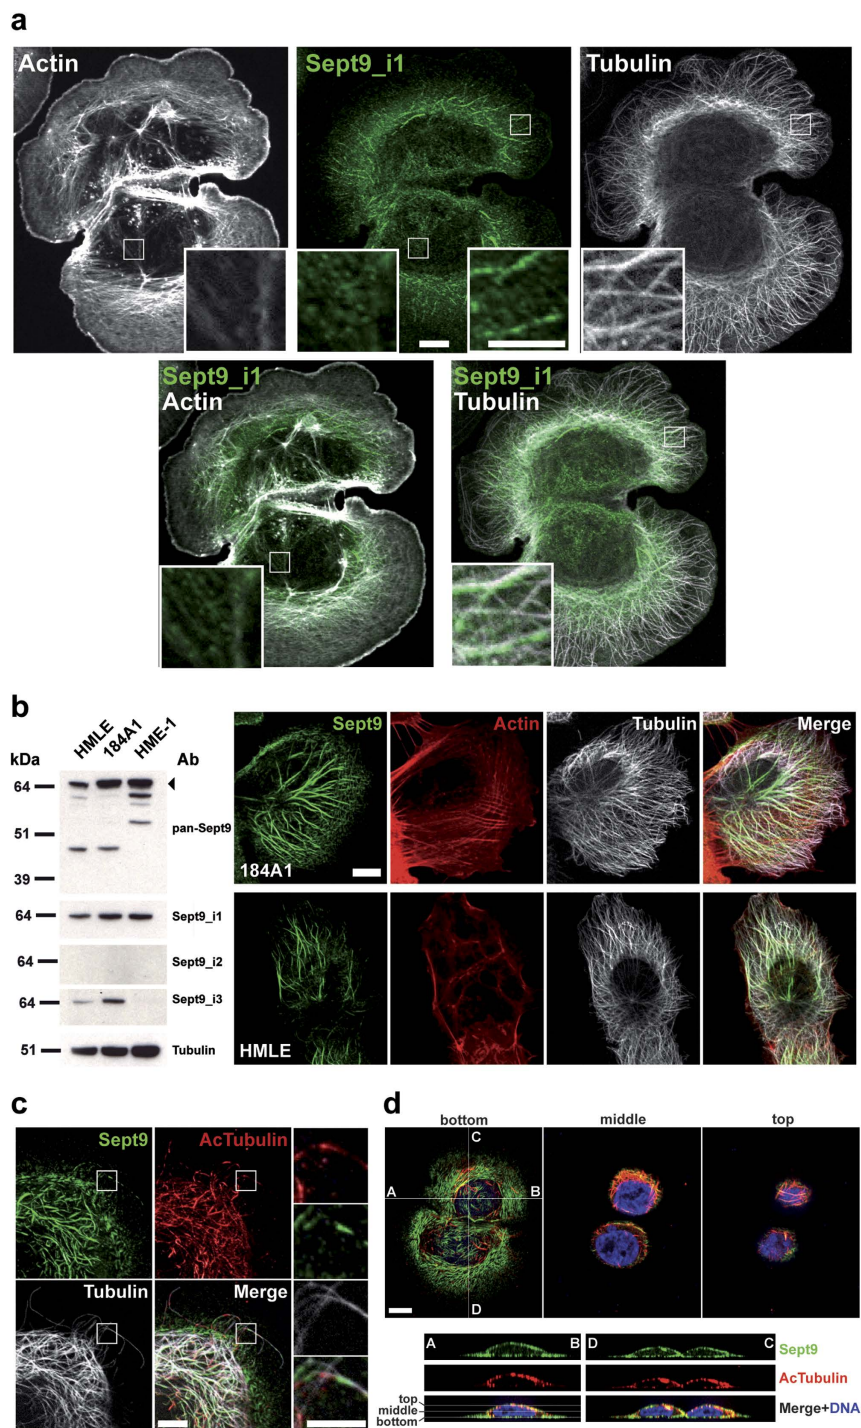 a
Actin
Sept9_i1
Tubulin
Sept9_i1
Actin
Sept9_i1
Tubulin
b
HMLE
184A1
HME-1
kDa
Ab
64
51
pan-Sept9
39
64
Sept9_i1
64
Sept9_i2
64
Sept9_i3
51
Tubulin
Sept9
Actin
Tubulin
Merge
184A1
HMLE
c
Sept9
AcTubulin
Tubulin
Merge
d
bottom
middle
top
C
A
B
D
A
B
D
C
Sept9
AcTubulin
top
middle
bottom
Merge+DNA